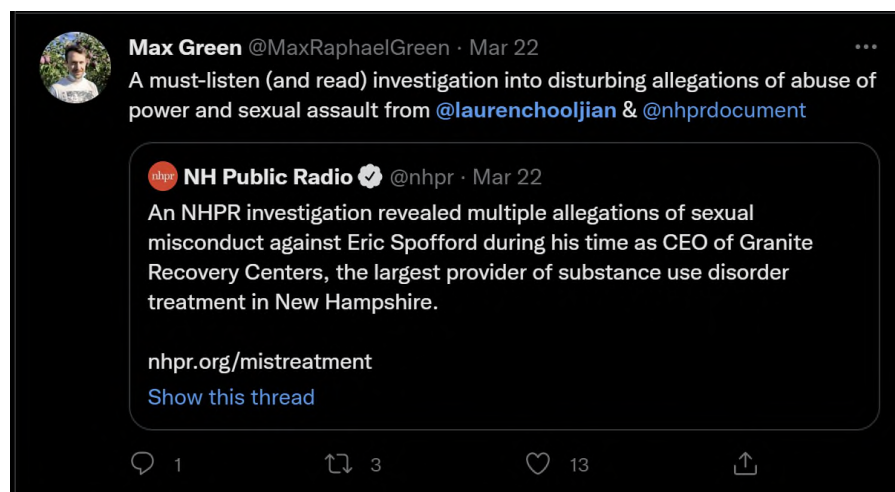 Max Green @MaxRaphaelGreen · Mar 22
A must-listen (and read) investigation into disturbing allegations of abuse of
power and sexual assault from @laurenchooljian & @nhprdocument
nhpr NH Public Radio @nhpr · Mar 22
An NHPR investigation revealed multiple allegations of sexual
misconduct against Eric Spofford during his time as CEO of Granite
Recovery Centers, the largest provider of substance use disorder
treatment in New Hampshire.
nhpr.org/mistreatment
Show this thread
1 3 13